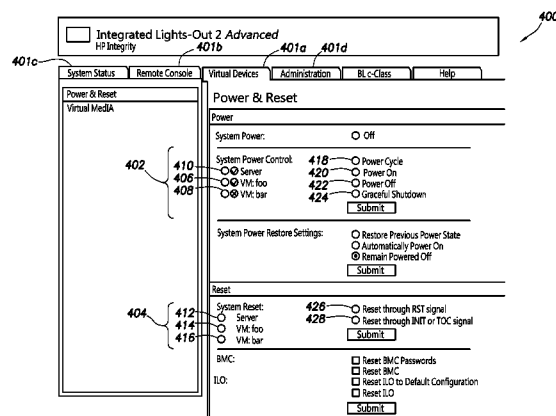 400
Integrated Lights-Out 2 Advanced
HP Integrity
401c
401b
401a
401d
System Status
Remote Console
Virtual Devices
Administration
BL c-Class
Help
Power & Reset
Virtual MedIA
Power & Reset
Power
System Power:
Off
402
System Power Control:
410
Server
406
VM: foo
408
VM: bar
418
Power Cycle
420
Power On
422
Power Off
424
Graceful Shutdown
Submit
System Power Restore Settings:
Restore Previous Power State
Automatically Power On
Remain Powered Off
Submit
Reset
404
System Reset:
412
Server
414
VM: foo
416
VM: bar
426
Reset through RST signal
428
Reset through INIT or TOC signal
Submit
BMC:
Reset BMC Passwords
Reset BMC
ILO:
Reset ILO to Default Configuration
Reset ILO
Submit